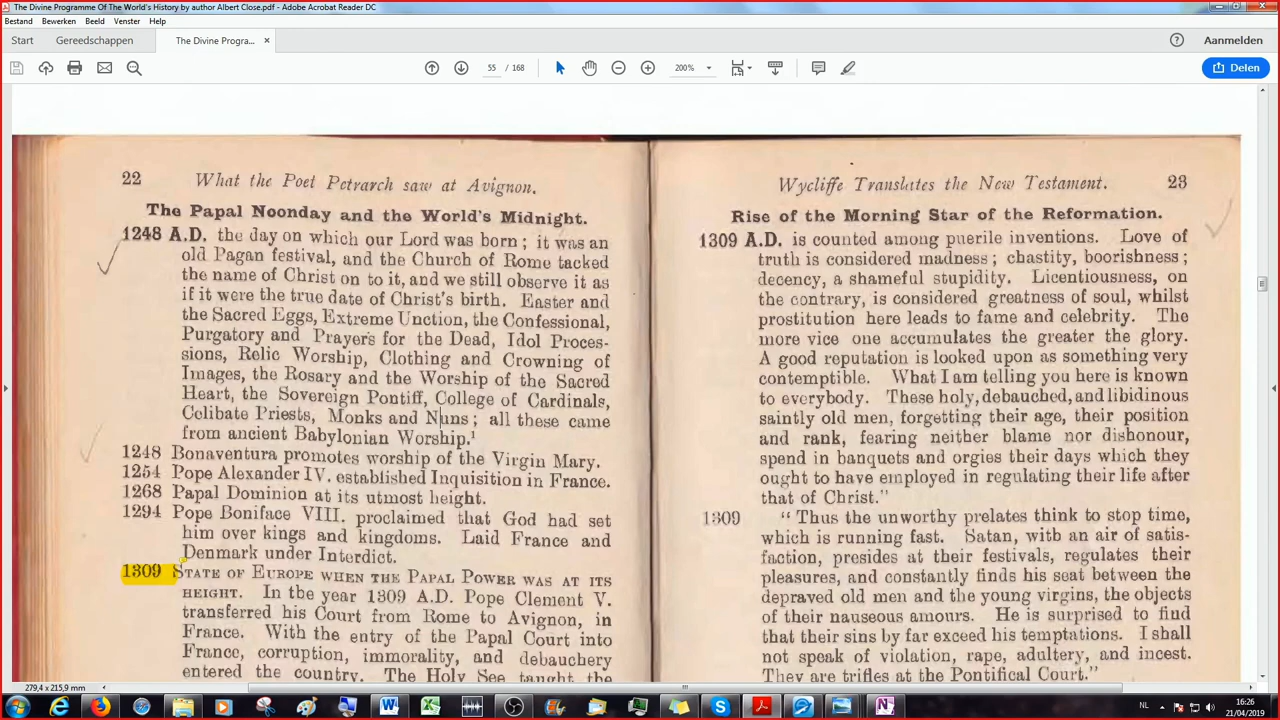 The Divine Programme Of The World's History by author Albert Close.pdf - Adobe Acrobat Reader DC
Bestand Bewerken Beeld Venster Help
Start Gereedschappen The Divine Progra... × Aanmelden
55 / 168 200% Delen
22 What the Poet Petrarch saw at Avignon.
The Papal Noonday and the World's Midnight.
1248 A.D. the day on which our Lord was born ; it was an
old Pagan festival, and the Church of Rome tacked
the name of Christ on to it, and we still observe it as
if it were the true date of Christ's birth. Easter and
the Sacred Eggs, Extreme Unction, the Confessional,
Purgatory and Prayers for the Dead, Idol Proces-
sions, Relic Worship, Clothing and Crowning of
Images, the Rosary and the Worship of the Sacred
Heart, the Sovereign Pontiff, College of Cardinals,
Celibate Priests, Monks and Nuns ; all these came
from ancient Babylonian Worship.¹
1248 Bonaventura promotes worship of the Virgin Mary.
1254 Pope Alexander IV. established Inquisition in France.
1268 Papal Dominion at its utmost height.
1294 Pope Boniface VIII. proclaimed that God had set
him over kings and kingdoms. Laid France and
Denmark under Interdict.
1309 STATE OF EUROPE WHEN THE PAPAL POWER WAS AT ITS
HEIGHT. In the year 1309 A.D. Pope Clement V.
transferred his Court from Rome to Avignon, in
France. With the entry of the Papal Court into
France, corruption, immorality, and debauchery
entered the country. The Holy See taught the
Wycliffe Translates the New Testament. 23
Rise of the Morning Star of the Reformation.
1309 A.D. is counted among puerile inventions. Love of
truth is considered madness ; chastity, boorishness ;
decency, a shameful stupidity. Licentiousness, on
the contrary, is considered greatness of soul, whilst
prostitution here leads to fame and celebrity. The
more vice one accumulates the greater the glory.
A good reputation is looked upon as something very
contemptible. What I am telling you here is known
to everybody. These holy, debauched, and libidinous
saintly old men, forgetting their age, their position
and rank, fearing neither blame nor dishonour,
spend in banquets and orgies their days which they
ought to have employed in regulating their life after
that of Christ."
1309 "Thus the unworthy prelates think to stop time,
which is running fast. Satan, with an air of satis-
faction, presides at their festivals, regulates their
pleasures, and constantly finds his seat between the
depraved old men and the young virgins, the objects
of their nauseous amours. He is surprised to find
that their sins by far exceed his temptations. I shall
not speak of violation, rape, adultery, and incest.
They are trifles at the Pontifical Court."
279,4 x 215,9 mm
NL 16:26
21/04/2019